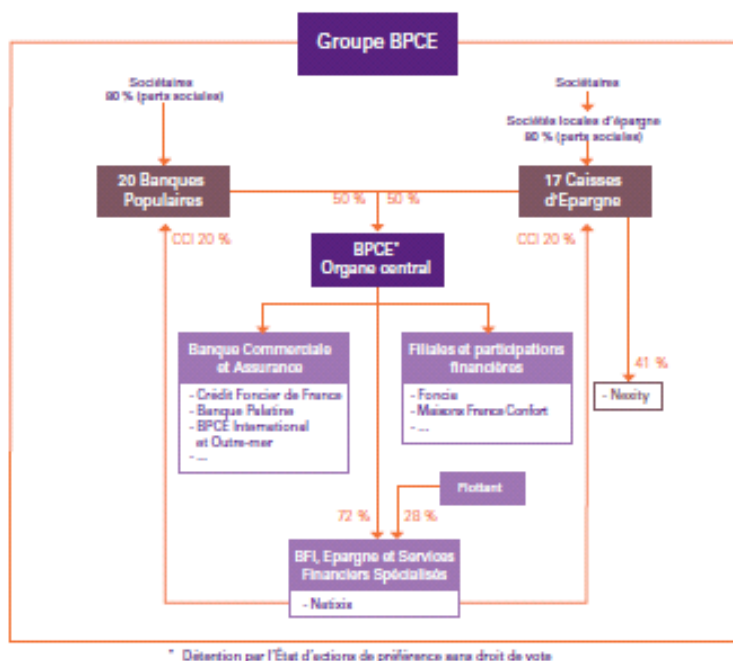 Groupe BPCE
Sociétaires
80 % (parts sociales)
Sociétaires
Sociétés locales d'épargne
80 % (parts sociales)
20 Banques
Populaires
17 Caisses
d'Epargne
50 %
50 %
CCI 20 %
CCI 20 %
BPCE*
Organe central
Banque Commerciale
et Assurance
- Crédit Foncier de France
- Banque Palatine
- BPCE International
et Outre-mer
- ...
Filiales et participations
financières
- Foncia
- Maisons France Confort
- ...
41 %
- Nexity
Flottant
72 %
28 %
BFI, Epargne et Services
Financiers Spécialisés
- Natixis
* Détention par l'État d'actions de préférence sans droit de vote